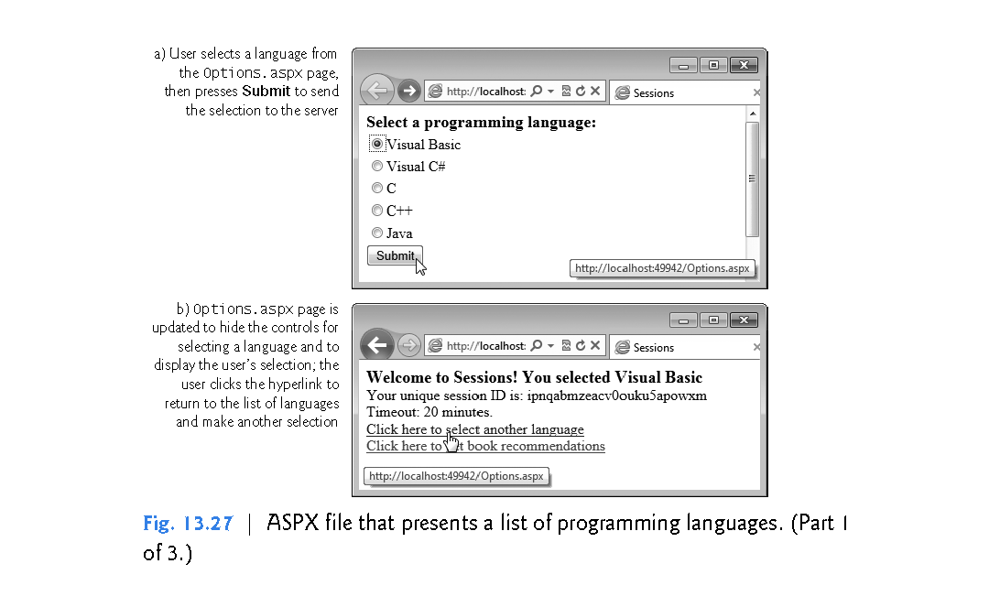 a) User selects a language from
the Options.aspx page,
then presses Submit to send
the selection to the server
http://localhost:
Sessions
Select a programming language:
Visual Basic
Visual C#
C
C++
Java
Submit
http://localhost:49942/Options.aspx
b) Options.aspx page is
updated to hide the controls for
selecting a language and to
display the user's selection; the
user clicks the hyperlink to
return to the list of languages
and make another selection
http://localhost:
Sessions
Welcome to Sessions! You selected Visual Basic
Your unique session ID is: ipnqabmzeacv0ouku5apowxm
Timeout: 20 minutes.
Click here to select another language
Click here to book recommendations
http://localhost:49942/Options.aspx
Fig. 13.27 | ASPX file that presents a list of programming languages. (Part 1
of 3.)